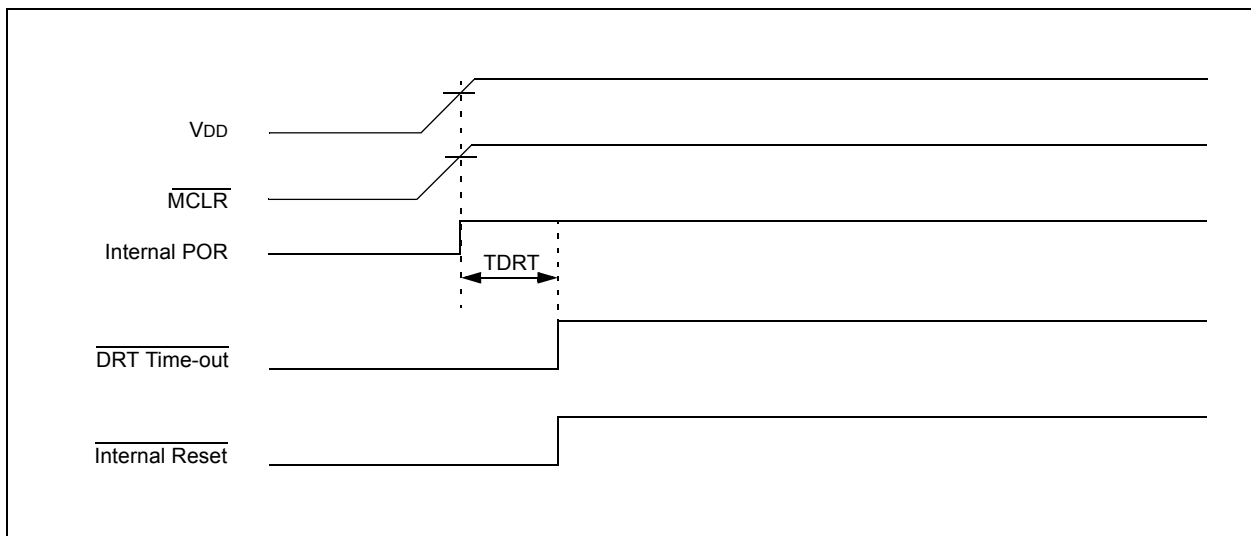 VDD
MCLR
Internal POR
TDRT
DRT Time-out
Internal Reset